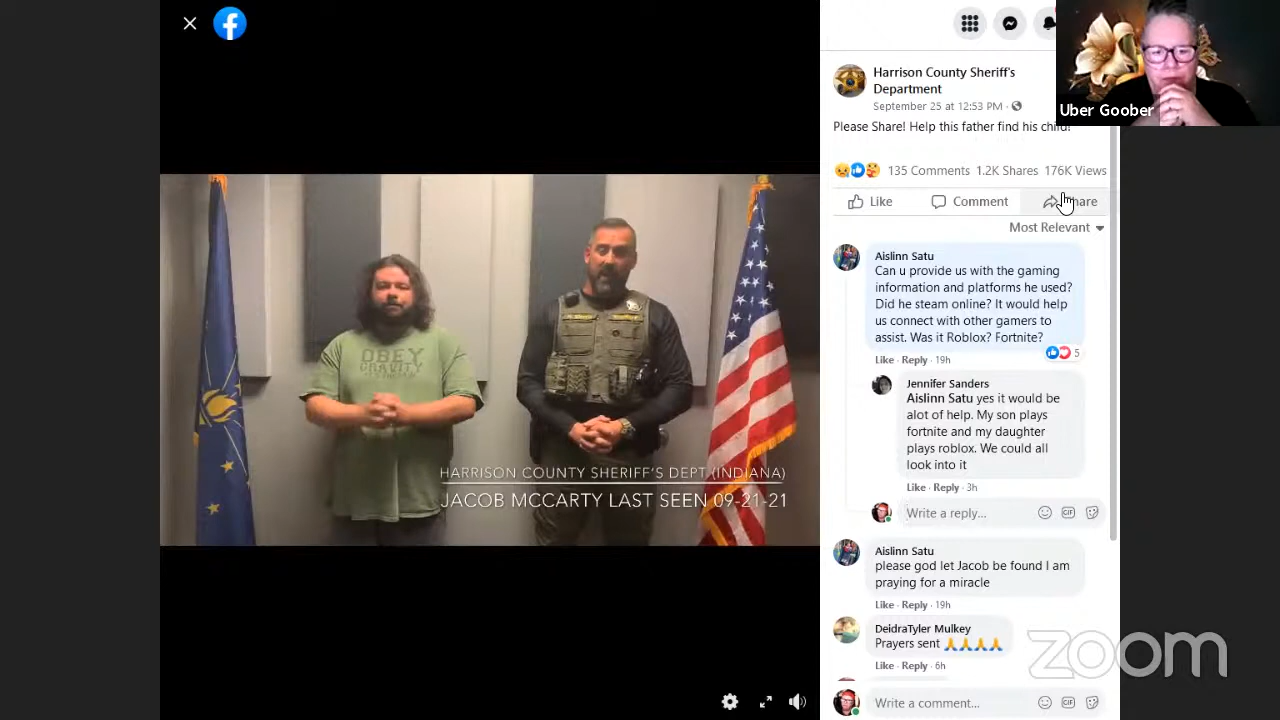 Harrison County Sheriff's
Department
September 25 at 12:53 PM
Please Share! Help this father find his child!
135 Comments 1.2K Shares 176K Views
Like Comment Share
Most Relevant
Aislinn Satu
Can u provide us with the gaming
information and platforms he used?
Did he steam online? It would help
us connect with other gamers to
assist. Was it Roblox? Fortnite?
5
Like · Reply · 19h
Jennifer Sanders
Aislinn Satu yes it would be
alot of help. My son plays
fortnite and my daughter
plays roblox. We could all
look into it
Like · Reply · 3h
Write a reply...
GIF
Aislinn Satu
please god let Jacob be found I am
praying for a miracle
Like · Reply · 19h
DeidraTyler Mulkey
Prayers sent 🙏🙏🙏🙏
Like · Reply · 6h
Write a comment...
GIF
Uber Goober
OBEY
GRAVITY
HARRISON COUNTY SHERIFF'S DEPT (INDIANA)
JACOB MCCARTY LAST SEEN 09-21-21
zoom